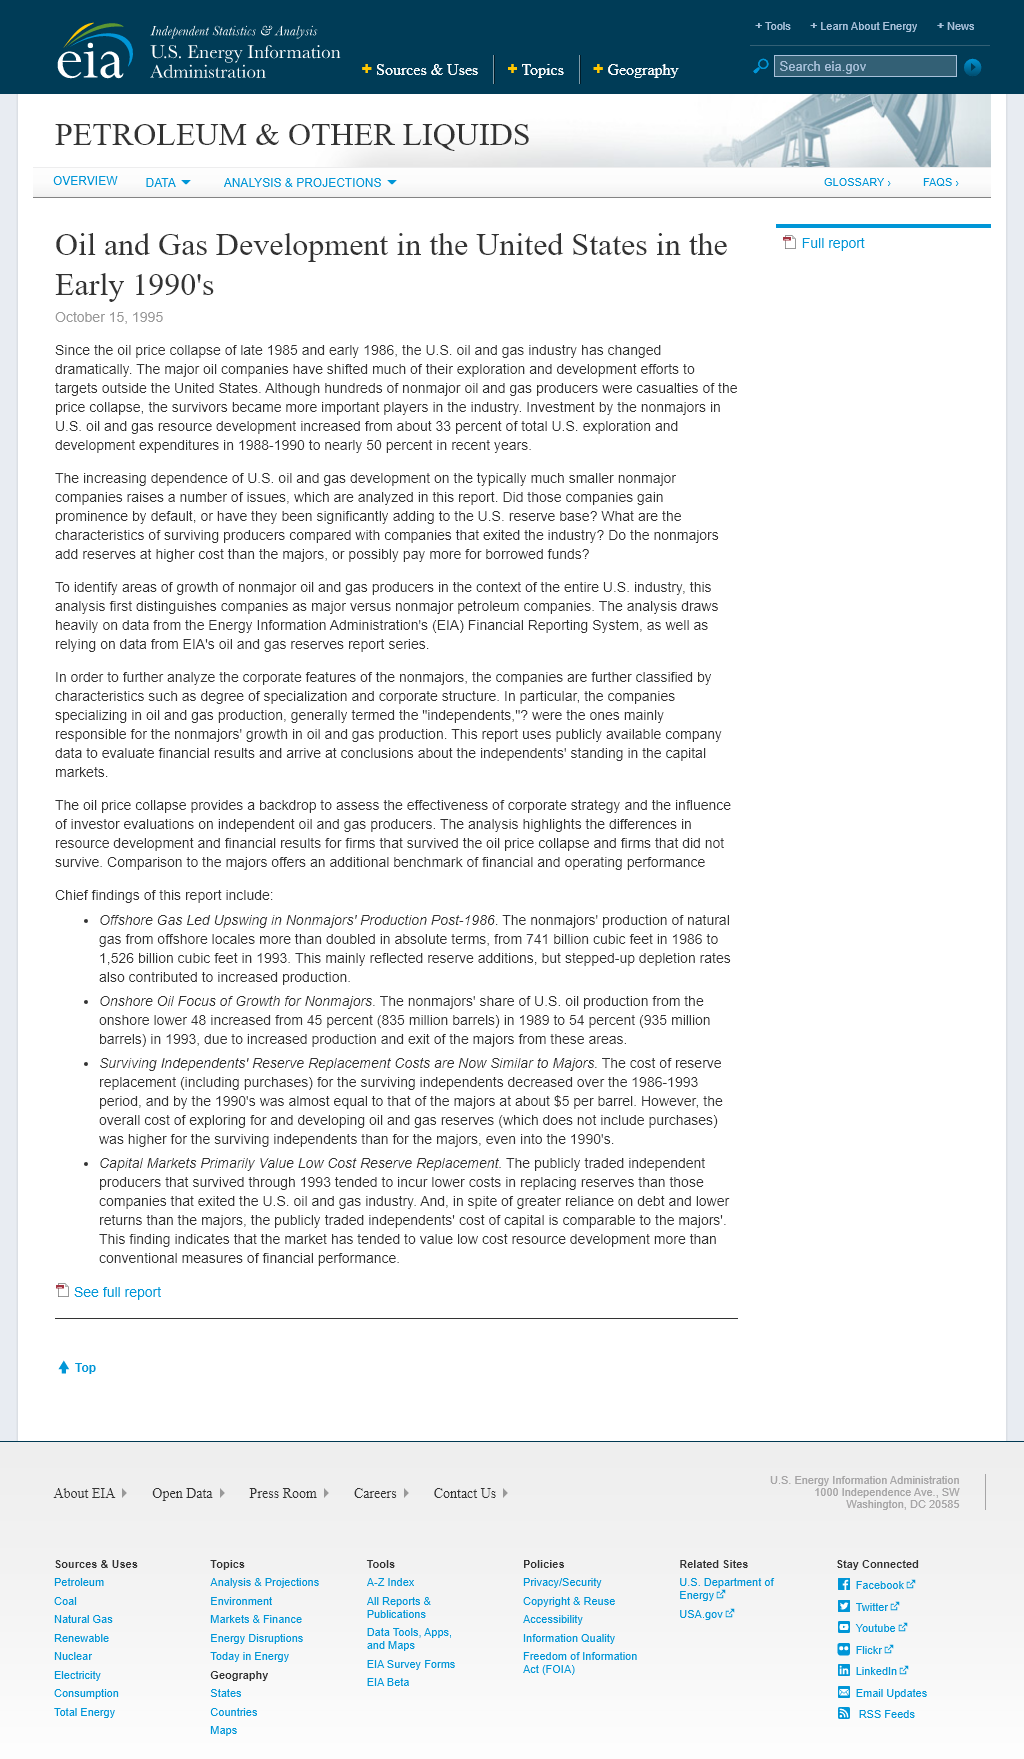 + Tools + Learn About Energy + News
eia
Independent Statistics & Analysis
U.S. Energy Information
Administration
+ Sources & Uses + Topics + Geography
Search eia.gov
PETROLEUM & OTHER LIQUIDS
OVERVIEW DATA ANALYSIS & PROJECTIONS GLOSSARY › FAQS ›
Oil and Gas Development in the United States in the
Early 1990's
October 15, 1995
Full report
Since the oil price collapse of late 1985 and early 1986, the U.S. oil and gas industry has changed
dramatically. The major oil companies have shifted much of their exploration and development efforts to
targets outside the United States. Although hundreds of nonmajor oil and gas producers were casualties of the
price collapse, the survivors became more important players in the industry. Investment by the nonmajors in
U.S. oil and gas resource development increased from about 33 percent of total U.S. exploration and
development expenditures in 1988-1990 to nearly 50 percent in recent years.
The increasing dependence of U.S. oil and gas development on the typically much smaller nonmajor
companies raises a number of issues, which are analyzed in this report. Did those companies gain
prominence by default, or have they been significantly adding to the U.S. reserve base? What are the
characteristics of surviving producers compared with companies that exited the industry? Do the nonmajors
add reserves at higher cost than the majors, or possibly pay more for borrowed funds?
To identify areas of growth of nonmajor oil and gas producers in the context of the entire U.S. industry, this
analysis first distinguishes companies as major versus nonmajor petroleum companies. The analysis draws
heavily on data from the Energy Information Administration's (EIA) Financial Reporting System, as well as
relying on data from EIA's oil and gas reserves report series.
In order to further analyze the corporate features of the nonmajors, the companies are further classified by
characteristics such as degree of specialization and corporate structure. In particular, the companies
specializing in oil and gas production, generally termed the "independents,"? were the ones mainly
responsible for the nonmajors' growth in oil and gas production. This report uses publicly available company
data to evaluate financial results and arrive at conclusions about the independents' standing in the capital
markets.
The oil price collapse provides a backdrop to assess the effectiveness of corporate strategy and the influence
of investor evaluations on independent oil and gas producers. The analysis highlights the differences in
resource development and financial results for firms that survived the oil price collapse and firms that did not
survive. Comparison to the majors offers an additional benchmark of financial and operating performance
Chief findings of this report include:
• Offshore Gas Led Upswing in Nonmajors' Production Post-1986. The nonmajors' production of natural
gas from offshore locales more than doubled in absolute terms, from 741 billion cubic feet in 1986 to
1,526 billion cubic feet in 1993. This mainly reflected reserve additions, but stepped-up depletion rates
also contributed to increased production.
• Onshore Oil Focus of Growth for Nonmajors. The nonmajors' share of U.S. oil production from the
onshore lower 48 increased from 45 percent (835 million barrels) in 1989 to 54 percent (935 million
barrels) in 1993, due to increased production and exit of the majors from these areas.
• Surviving Independents' Reserve Replacement Costs are Now Similar to Majors. The cost of reserve
replacement (including purchases) for the surviving independents decreased over the 1986-1993
period, and by the 1990's was almost equal to that of the majors at about $5 per barrel. However, the
overall cost of exploring for and developing oil and gas reserves (which does not include purchases)
was higher for the surviving independents than for the majors, even into the 1990's.
• Capital Markets Primarily Value Low Cost Reserve Replacement. The publicly traded independent
producers that survived through 1993 tended to incur lower costs in replacing reserves than those
companies that exited the U.S. oil and gas industry. And, in spite of greater reliance on debt and lower
returns than the majors, the publicly traded independents' cost of capital is comparable to the majors'.
This finding indicates that the market has tended to value low cost resource development more than
conventional measures of financial performance.
See full report
Top
About EIA Open Data Press Room Careers Contact Us
U.S. Energy Information Administration
1000 Independence Ave., SW
Washington, DC 20585
Sources & Uses
Petroleum
Coal
Natural Gas
Renewable
Nuclear
Electricity
Consumption
Total Energy
Topics
Analysis & Projections
Environment
Markets & Finance
Energy Disruptions
Today in Energy
Geography
States
Countries
Maps
Tools
A-Z Index
All Reports &
Publications
Data Tools, Apps,
and Maps
EIA Survey Forms
EIA Beta
Policies
Privacy/Security
Copyright & Reuse
Accessibility
Information Quality
Freedom of Information
Act (FOIA)
Related Sites
U.S. Department of
Energy
USA.gov
Stay Connected
Facebook
Twitter
Youtube
Flickr
LinkedIn
Email Updates
RSS Feeds